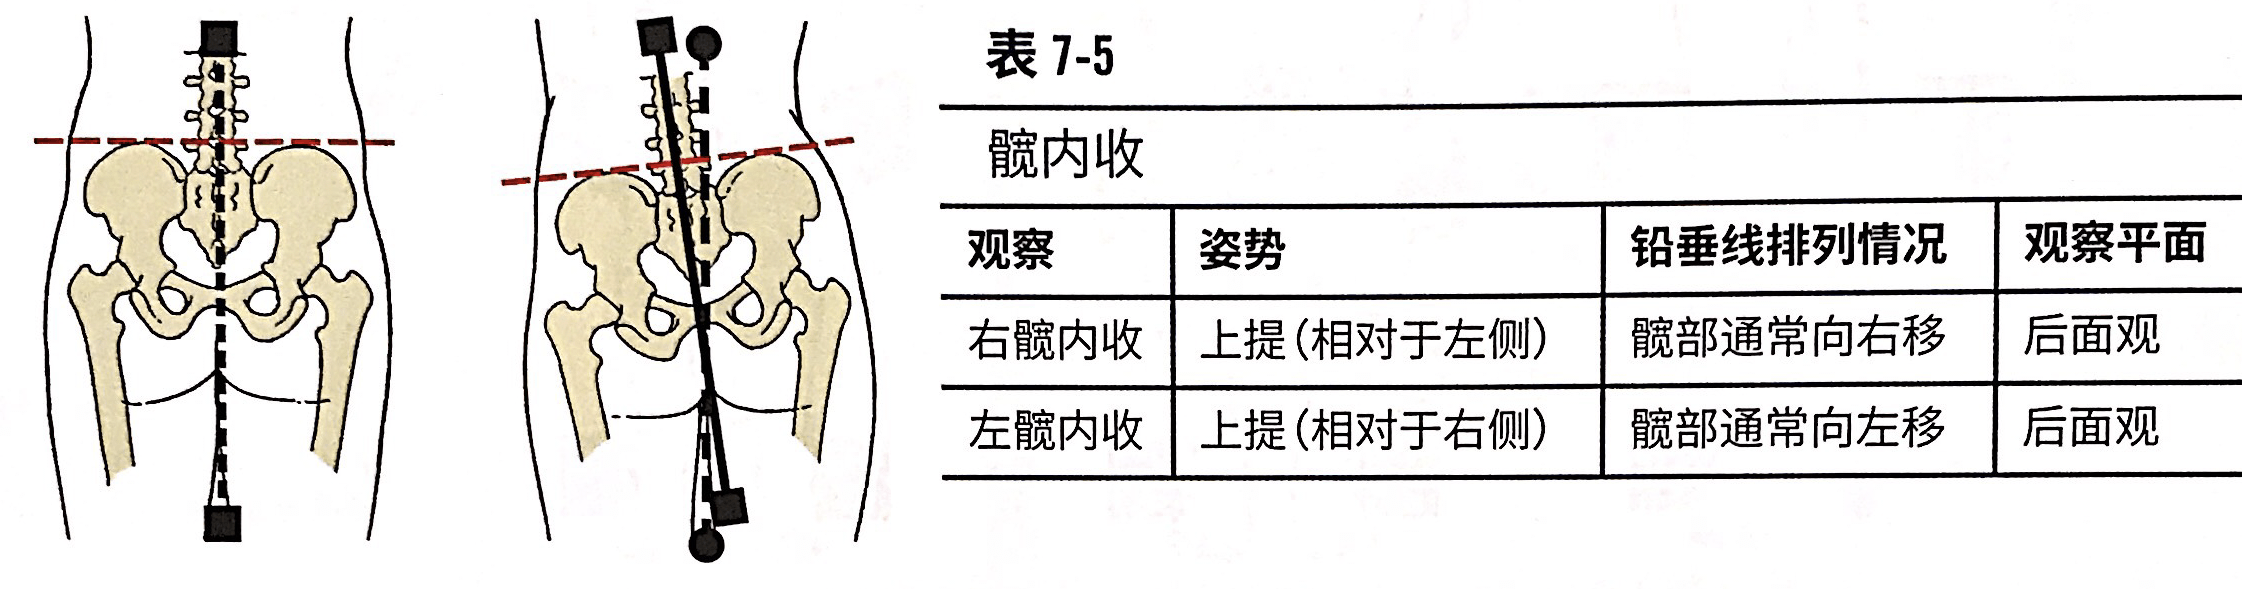 表 7-5
髋内收
观察 姿势 铅垂线排列情况 观察平面
右髋内收 上提(相对于左侧) 髋部通常向右移 后面观
左髋内收 上提(相对于右侧) 髋部通常向左移 后面观